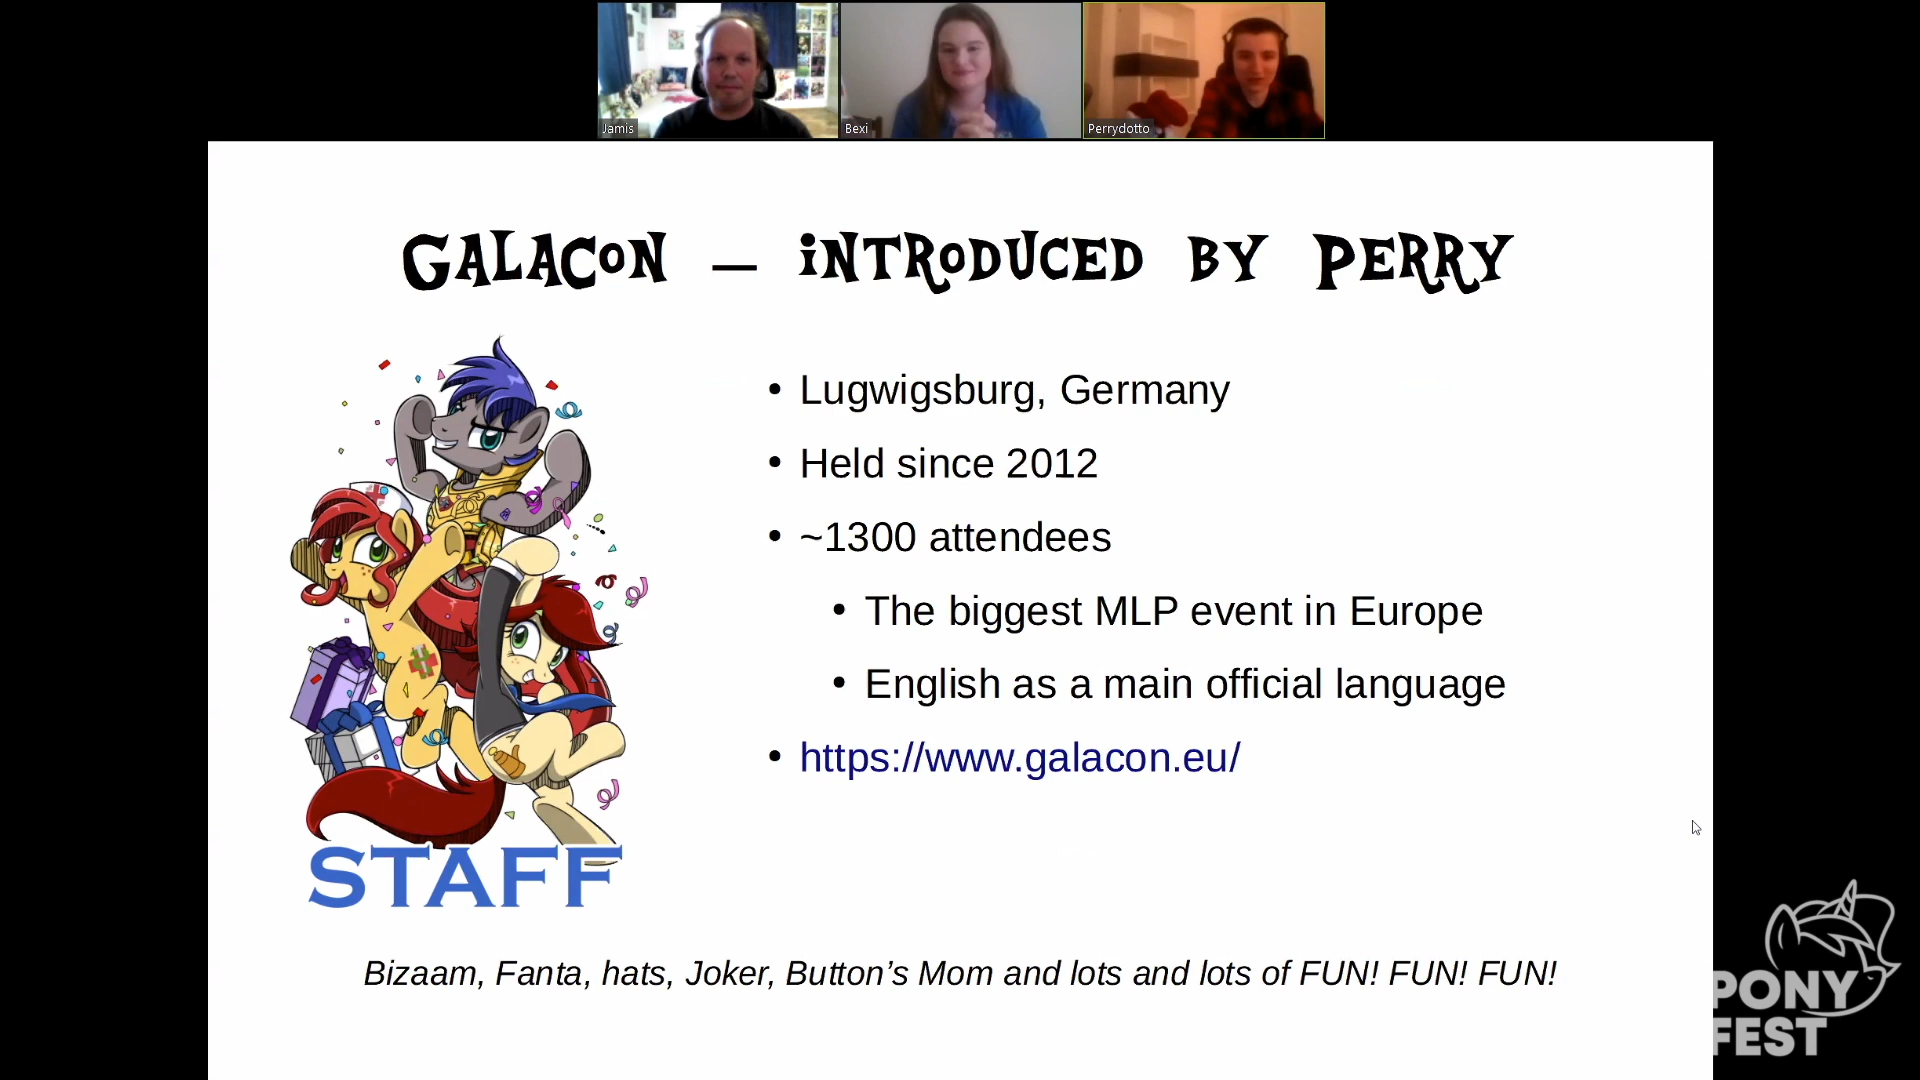 Jamis
Bexi
Perrydotto
GALACON – INTRODUCED BY PERRY
• Lugwigsburg, Germany
• Held since 2012
• ~1300 attendees
• The biggest MLP event in Europe
• English as a main official language
• https://www.galacon.eu/
STAFF
Bizaam, Fanta, hats, Joker, Button’s Mom and lots and lots of FUN! FUN! FUN!
PONY
FEST